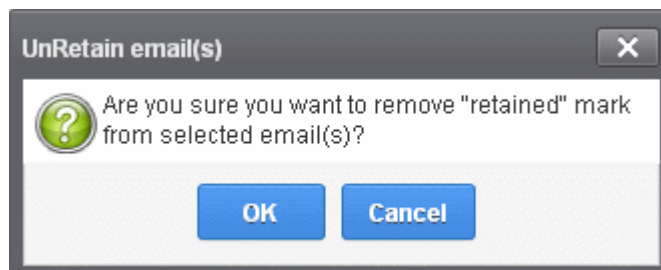 UnRetain email(s)
Are you sure you want to remove "retained" mark
from selected email(s)?
OK Cancel